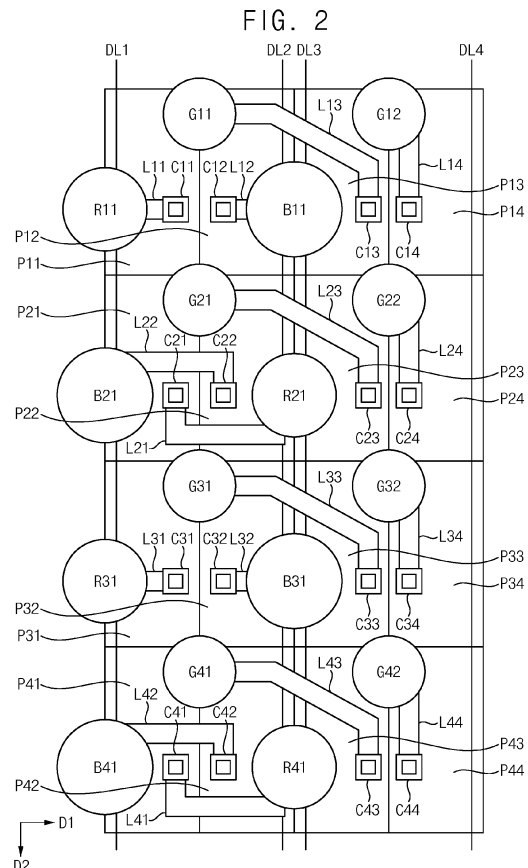 FIG. 2
DL1 DL2 DL3 DL4
G11 L13 G12
L11 C11 C12 L12 L14
R11 B11 P13
P14
P12
P11 C13 C14
G21 L23 G22
P21
L22 C21 C22 L24
B21 R21 P23
P24
P22
L21 C23 C24
G31 L33 G32
L31 C31 C32 L32 L34
R31 B31 P33
P34
P32
P31 C33 C34
G41 L43 G42
P41
L42 C41 C42 L44
B41 R41 P43
P44
P42
L41 C43 C44
D1
D2